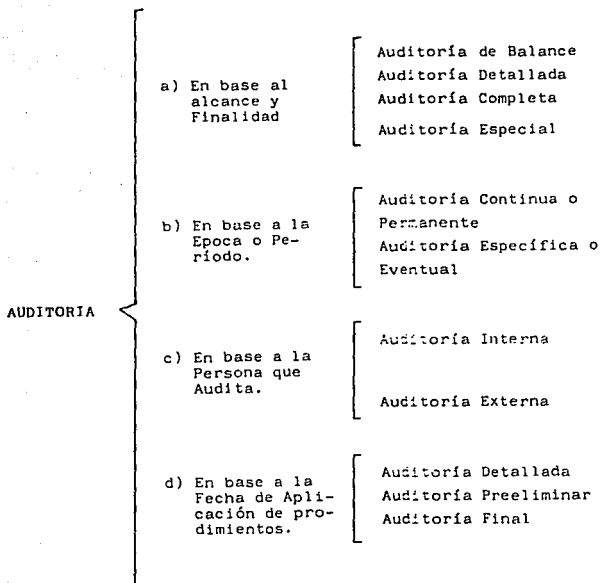 AUDITORIA
a) En base al
alcance y
Finalidad
Auditoría de Balance
Auditoría Detallada
Auditoría Completa
Auditoría Especial
b) En base a la
Epoca o Pe-
ríodo.
Auditoría Continua o
Permanente
Auditoría Específica o
Eventual
c) En base a la
Persona que
Audita.
Auditoría Interna
Auditoría Externa
d) En base a la
Fecha de Apli-
cación de pro-
dimientos.
Auditoría Detallada
Auditoría Preeliminar
Auditoría Final